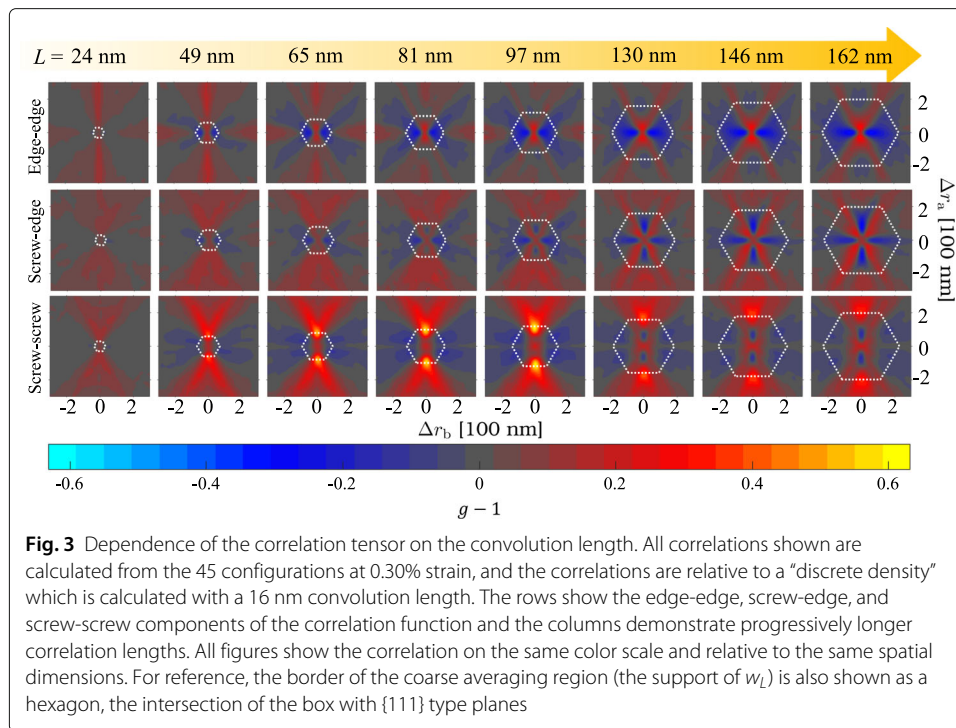 L = 24 nm 49 nm 65 nm 81 nm 97 nm 130 nm 146 nm 162 nm
Edge-edge
2
0
-2
Screw-edge
2
0
-2
Δr_a [100 nm]
Screw-screw
2
0
-2
-2 0 2 -2 0 2 -2 0 2 -2 0 2 -2 0 2 -2 0 2 -2 0 2 -2 0 2
Δr_b [100 nm]
-0.6 -0.4 -0.2 0 0.2 0.4 0.6
g − 1
Fig. 3 Dependence of the correlation tensor on the convolution length. All correlations shown are
calculated from the 45 configurations at 0.30% strain, and the correlations are relative to a “discrete density”
which is calculated with a 16 nm convolution length. The rows show the edge-edge, screw-edge, and
screw-screw components of the correlation function and the columns demonstrate progressively longer
correlation lengths. All figures show the correlation on the same color scale and relative to the same spatial
dimensions. For reference, the border of the coarse averaging region (the support of w_L) is also shown as a
hexagon, the intersection of the box with {111} type planes